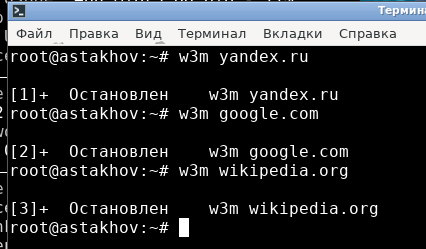 Термина
Файл Правка Вид Терминал Вкладки Справка
root@astakhov:~# w3m yandex.ru
[1]+ Остановлен w3m yandex.ru
root@astakhov:~# w3m google.com
[2]+ Остановлен w3m google.com
root@astakhov:~# w3m wikipedia.org
[3]+ Остановлен w3m wikipedia.org
root@astakhov:~#